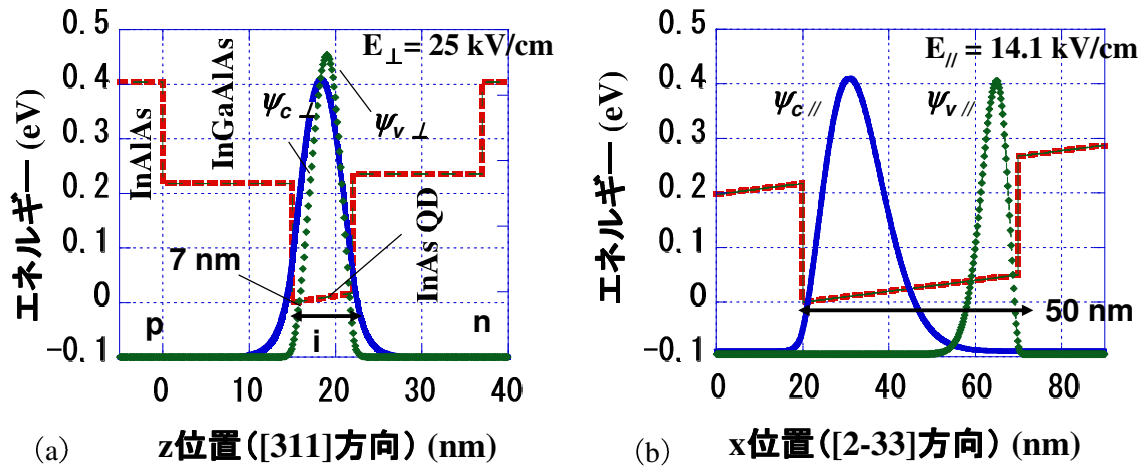 E⊥ = 25 kV/cm
0.5
0.4
0.3
0.2
0.1
0
−0.1
エネルギー (eV)
InAlAs
InGaAlAs
ψc⊥
ψv⊥
InAs QD
7 nm
p
i
n
0 10 20 30 40
(a) z位置([311]方向) (nm)
E// = 14.1 kV/cm
0.5
0.4
0.3
0.2
0.1
0
−0.1
エネルギー (eV)
ψc//
ψv//
50 nm
0 20 40 60 80
(b) x位置([2-33]方向) (nm)